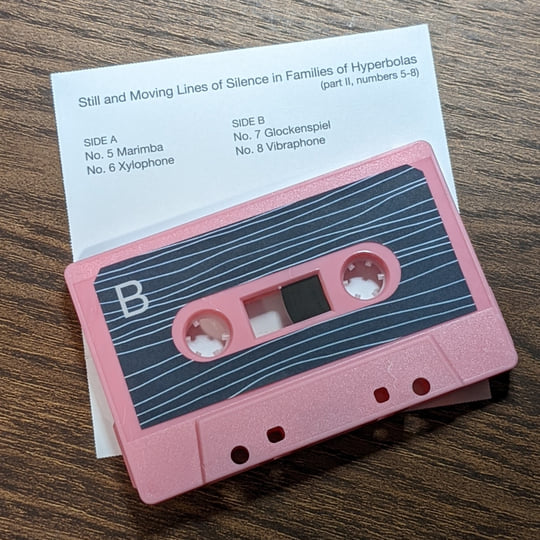 Still and Moving Lines of Silence in Families of Hyperbolas
(part II, numbers 5-8)
SIDE A
No. 5 Marimba
No. 6 Xylophone
SIDE B
No. 7 Glockenspiel
No. 8 Vibraphone
B